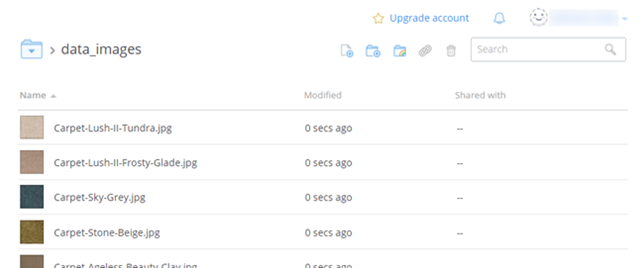 Upgrade account
data_images
Search
Name Modified Shared with
Carpet-Lush-II-Tundra.jpg 0 secs ago --
Carpet-Lush-II-Frosty-Glade.jpg 0 secs ago --
Carpet-Sky-Grey.jpg 0 secs ago --
Carpet-Stone-Beige.jpg 0 secs ago --
Carpet-Ageless-Beauty-Clay.jpg 0 secs ago --